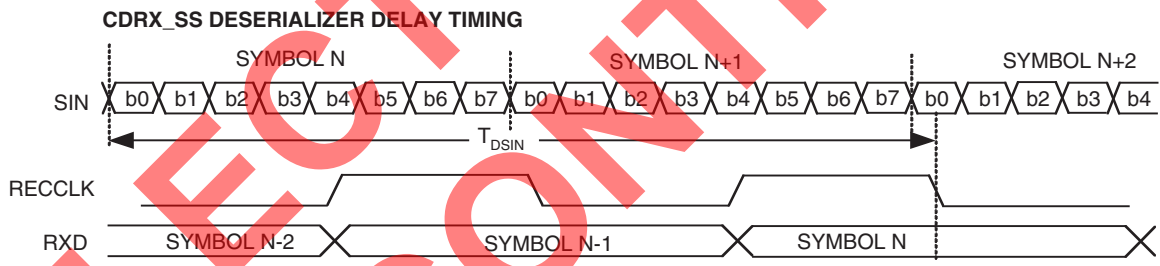 CDRX_SS DESERIALIZER DELAY TIMING
SYMBOL N SYMBOL N+1 SYMBOL N+2
SIN b0 b1 b2 b3 b4 b5 b6 b7 b0 b1 b2 b3 b4 b5 b6 b7 b0 b1 b2 b3 b4
TDSIN
RECCLK
RXD SYMBOL N-2 SYMBOL N-1 SYMBOL N